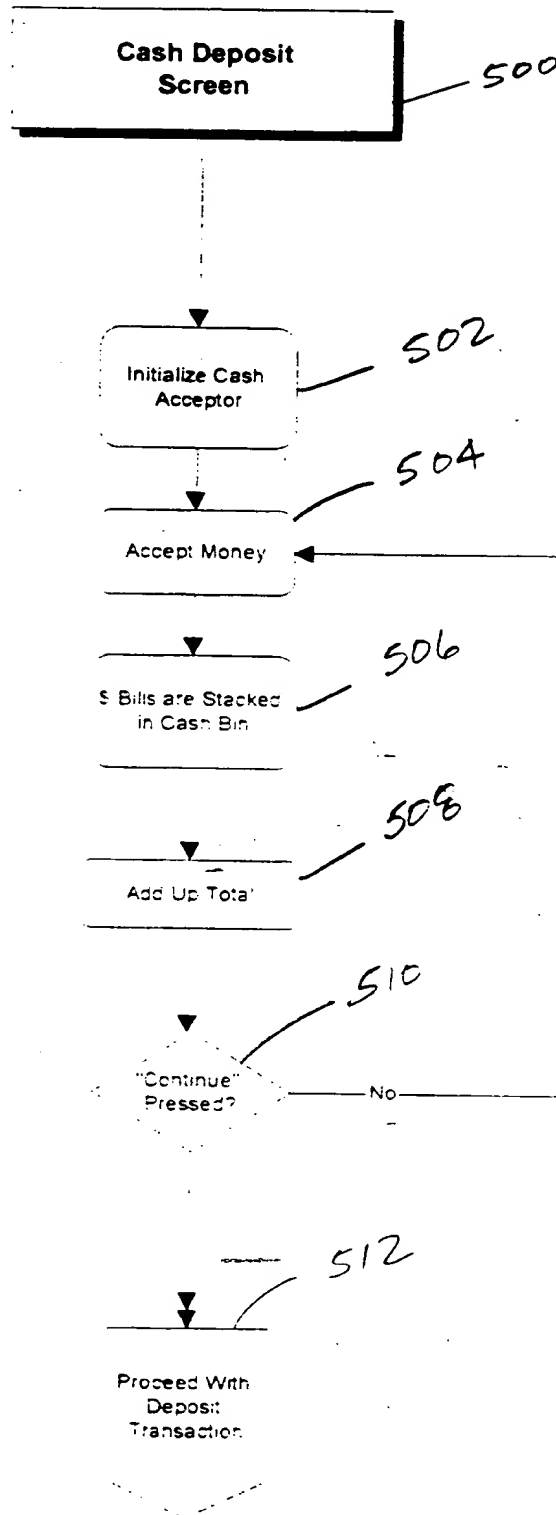 Cash Deposit
Screen
500
Initialize Cash
Acceptor
502
504
Accept Money
506
$ Bills are Stacked
in Cash Bin
508
Add Up Total
510
"Continue"
Pressed?
No
512
Proceed With
Deposit
Transaction